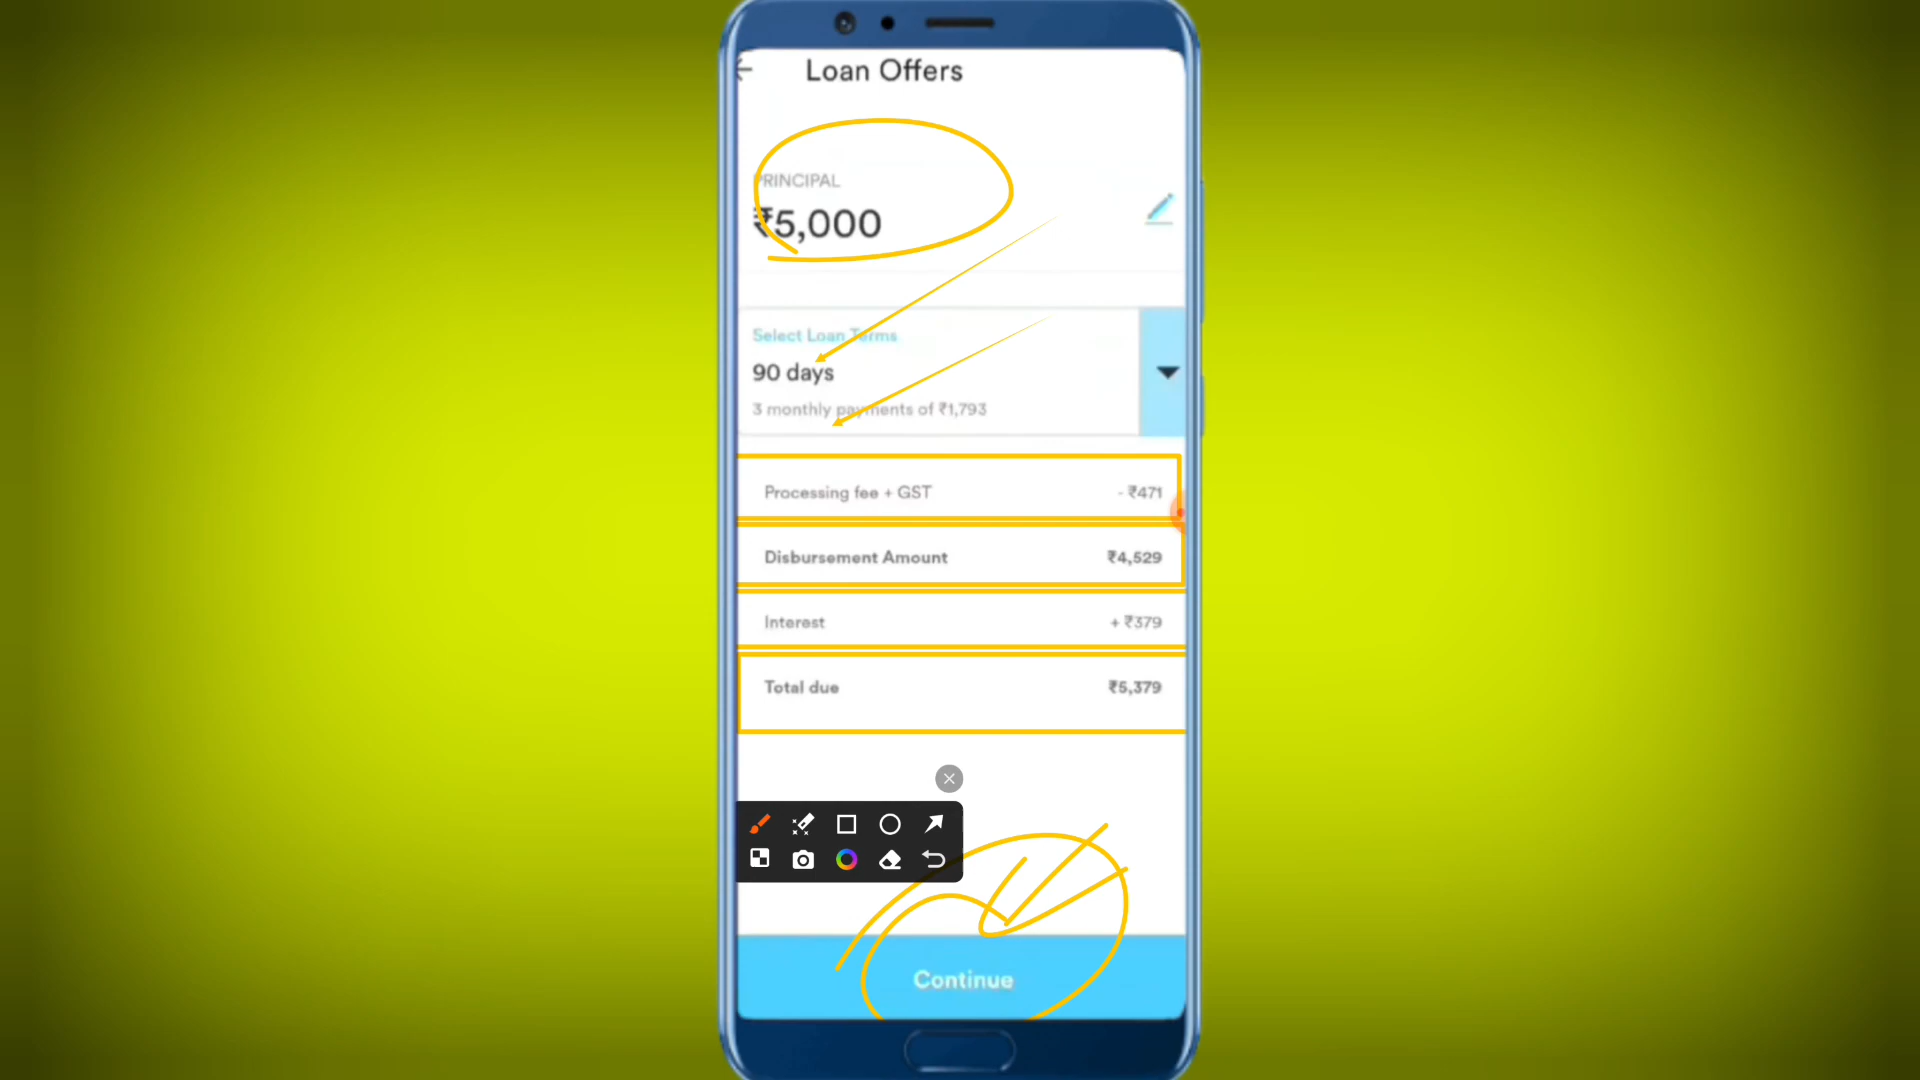 Loan Offers
PRINCIPAL
₹5,000
Select Loan Terms
90 days
3 monthly payments of ₹1,793
Processing fee + GST - ₹471
Disbursement Amount ₹4,529
Interest + ₹379
Total due ₹5,379
Continue